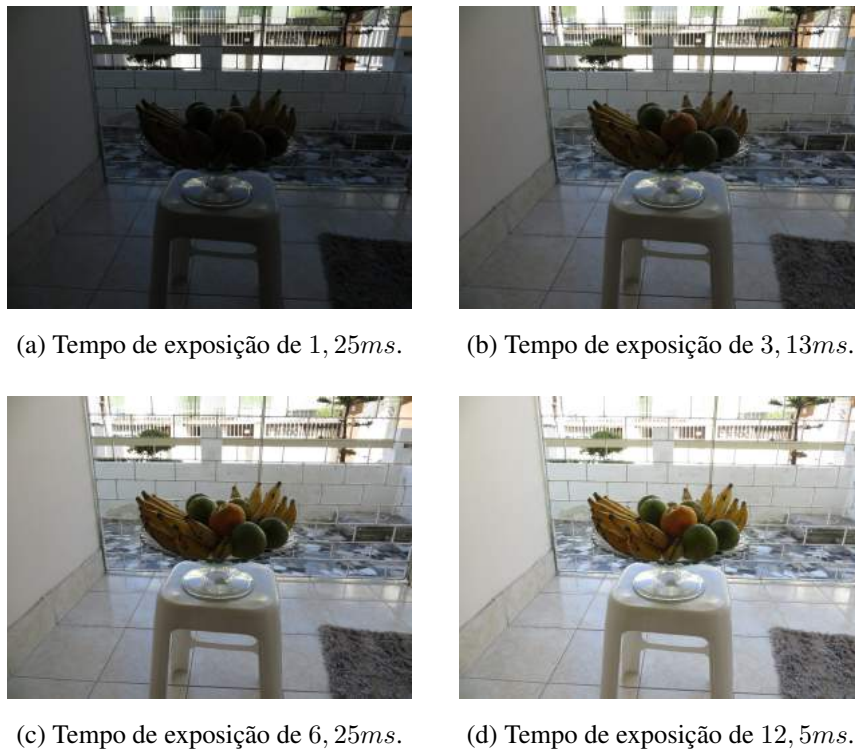 (a) Tempo de exposição de 1, 25ms.
(b) Tempo de exposição de 3, 13ms.
(c) Tempo de exposição de 6, 25ms.
(d) Tempo de exposição de 12, 5ms.